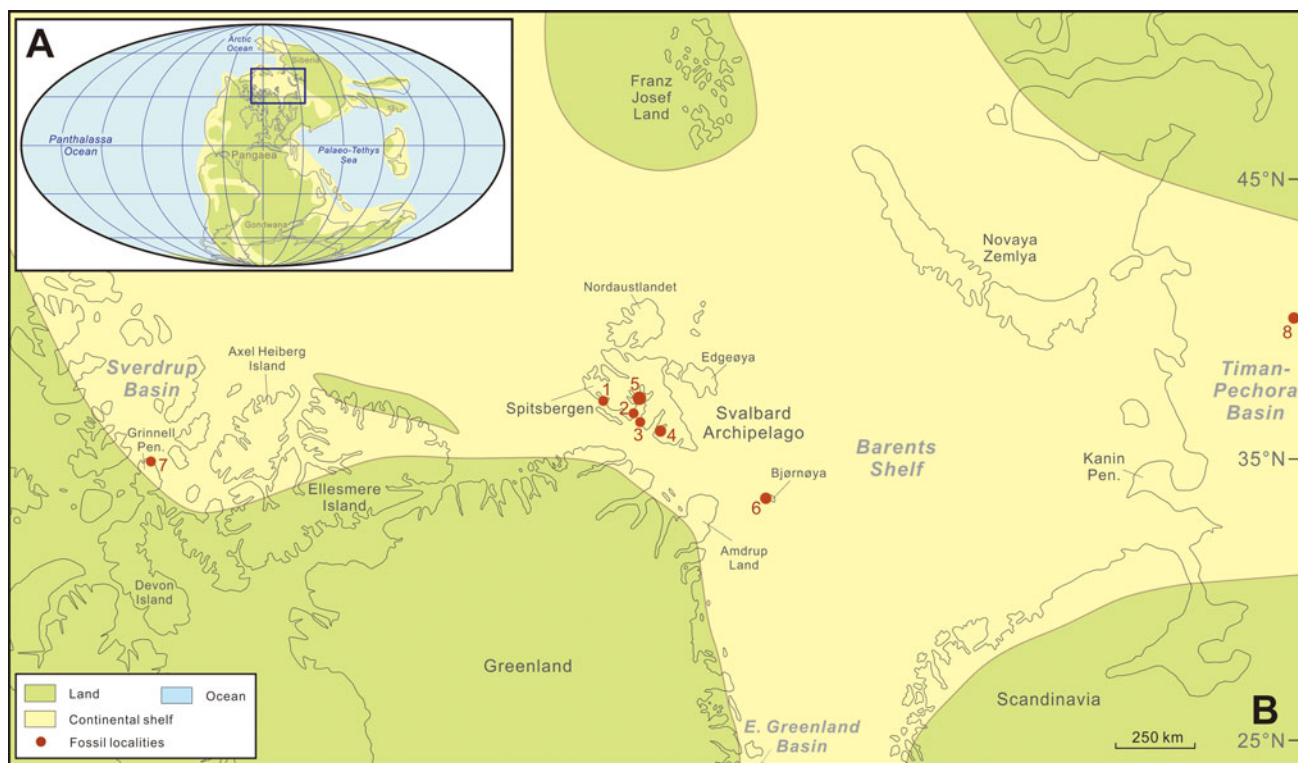 A
Arctic
Ocean
Siberia
Panthalassa
Ocean
Pangaea
Palaeo-Tethys
Sea
Gondwana
Franz
Josef
Land
45°N
Novaya
Zemlya
Nordaustlandet
Edgeøya
Axel Heiberg
Island
Sverdrup
Basin
Spitsbergen
1
5
2
3
4
Svalbard
Archipelago
8
Timan-
Pechora
Basin
Grinnell
Pen.
7
Barents
Shelf
Kanin
Pen.
35°N
Bjørnøya
6
Ellesmere
Island
Amdrup
Land
Devon
Island
Greenland
Scandinavia
E. Greenland
Basin
B
250 km
25°N
Land
Ocean
Continental shelf
Fossil localities